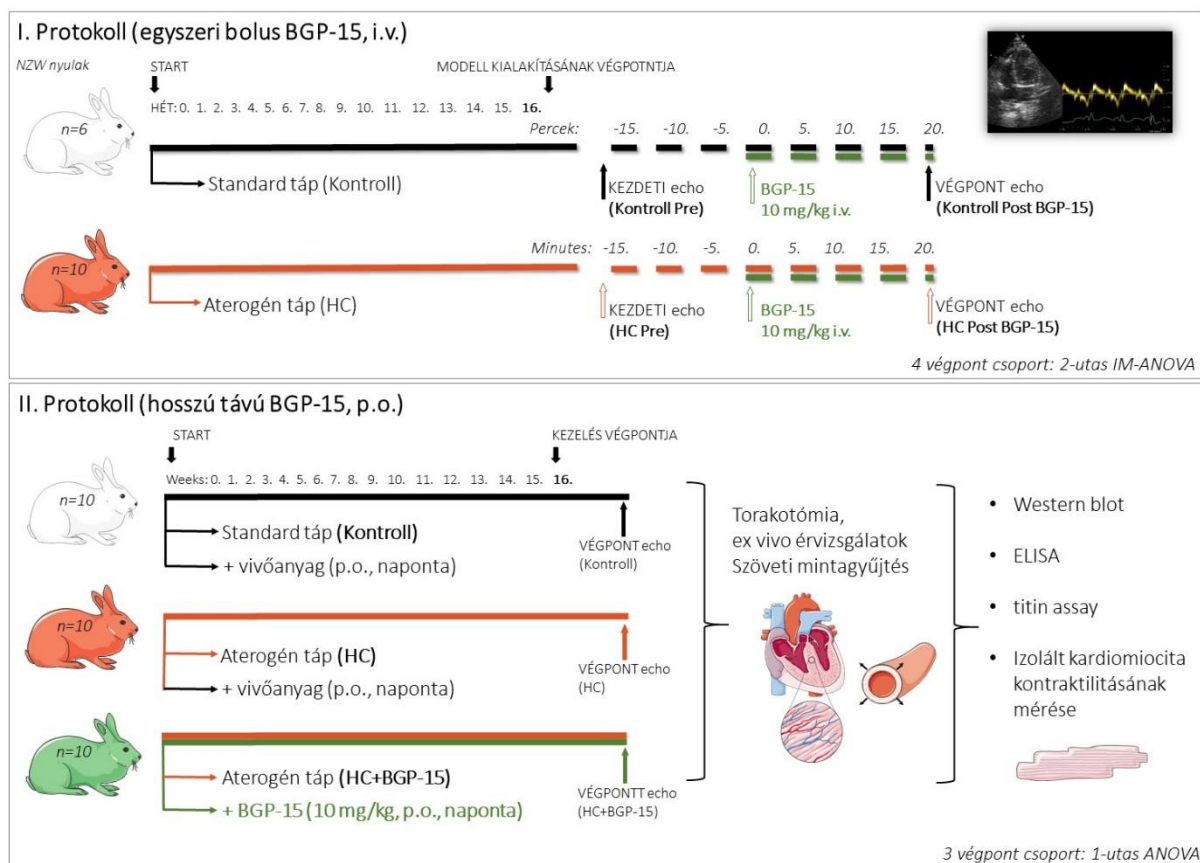 I. Protokoll (egyszeri bolus BGP-15, i.v.)
NZW nyulak
START
MODELL KIALAKÍTÁSÁNAK VÉGPOTNTJA
HÉT: 0. 1. 2. 3. 4. 5. 6. 7. 8. 9. 10. 11. 12. 13. 14. 15. 16.
n=6
Percek: -15. -10. -5. 0. 5. 10. 15. 20.
Standard táp (Kontroll)
KEZDETI echo
(Kontroll Pre)
BGP-15
10 mg/kg i.v.
VÉGPONT echo
(Kontroll Post BGP-15)
n=10
Minutes: -15. -10. -5. 0. 5. 10. 15. 20.
Aterogén táp (HC)
KEZDETI echo
(HC Pre)
BGP-15
10 mg/kg i.v.
VÉGPONT echo
(HC Post BGP-15)
4 végpont csoport: 2-utas IM-ANOVA
II. Protokoll (hosszú távú BGP-15, p.o.)
START
KEZELÉS VÉGPONTJA
Weeks: 0. 1. 2. 3. 4. 5. 6. 7. 8. 9. 10. 11. 12. 13. 14. 15. 16.
n=10
Standard táp (Kontroll)
+ vivőanyag (p.o., naponta)
VÉGPONT echo
(Kontroll)
n=10
Aterogén táp (HC)
+ vivőanyag (p.o., naponta)
VÉGPONT echo
(HC)
n=10
Aterogén táp (HC+BGP-15)
+ BGP-15 (10 mg/kg, p.o., naponta)
VÉGPONTT echo
(HC+BGP-15)
Torakotómia,
ex vivo érvizsgálatok
Szöveti mintagyűjtés
• Western blot
• ELISA
• titin assay
• Izolált kardiomiocita
kontraktilitásának
mérése
3 végpont csoport: 1-utas ANOVA